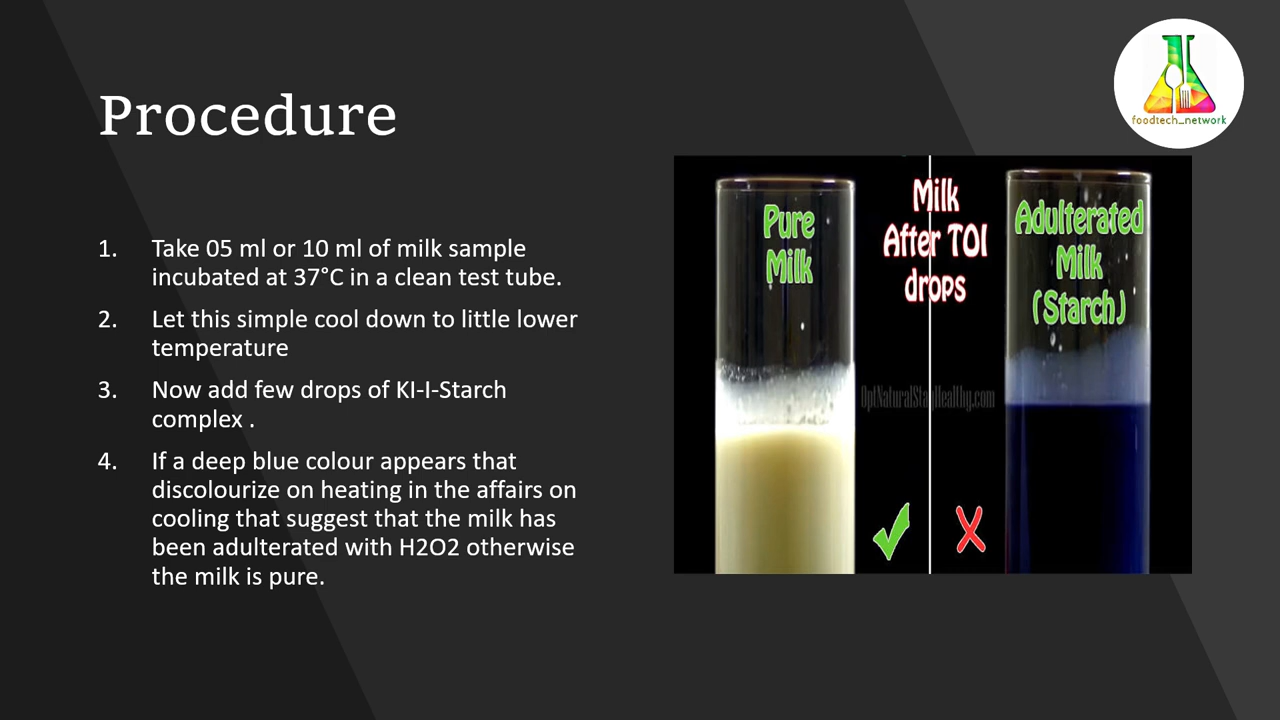 Procedure
foodtech_network
1. Take 05 ml or 10 ml of milk sample
incubated at 37°C in a clean test tube.
2. Let this simple cool down to little lower
temperature
3. Now add few drops of KI-I-Starch
complex .
4. If a deep blue colour appears that
discolourize on heating in the affairs on
cooling that suggest that the milk has
been adulterated with H2O2 otherwise
the milk is pure.
Pure
Milk
Milk
After TOI
drops
Adulterated
Milk
(Starch)
OptNaturalStayHealthy.com